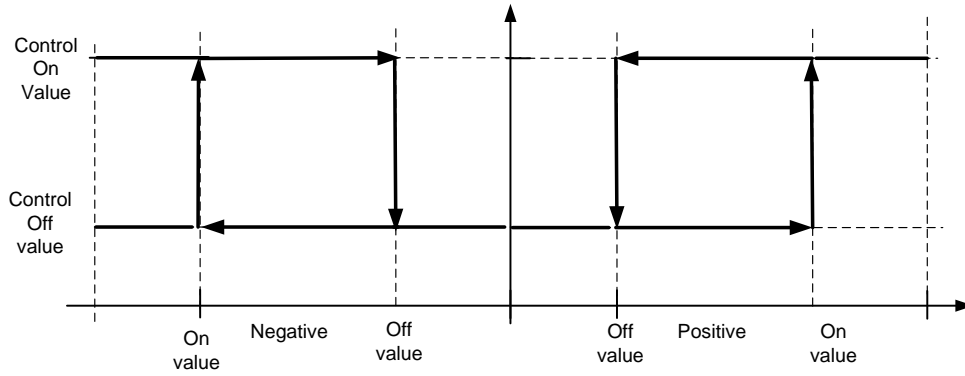 Control
On
Value
Control
Off
value
On
value
Negative
Off
value
Off
value
Positive
On
value